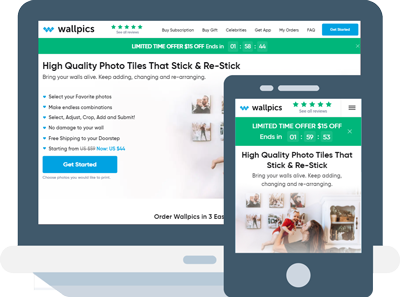 wallpics
See all reviews
Buy Subscription
Buy Gift
Celebrities
Get App
My Orders
FAQ
Get Started
LIMITED TIME OFFER $15 OFF Ends in 01 : 58 : 44
High Quality Photo Tiles That Stick & Re-Stick
Bring your walls alive. Keep adding, changing and re-arranging.
Select your Favorite photos
Make endless combinations
Select, Adjust, Crop, Add and Submit!
No damage to your wall
Free Shipping to your Doorstep
Starting from US $59 Now: US $44
Get Started
Choose photos you would like to print
Order Wallpics in 3 Eas
wallpics
See all reviews
LIMITED TIME OFFER $15 OFF
Ends in 01 : 59 : 53
High Quality Photo Tiles That
Stick & Re-Stick
Bring your walls alive. Keep adding,
changing and re-arranging.